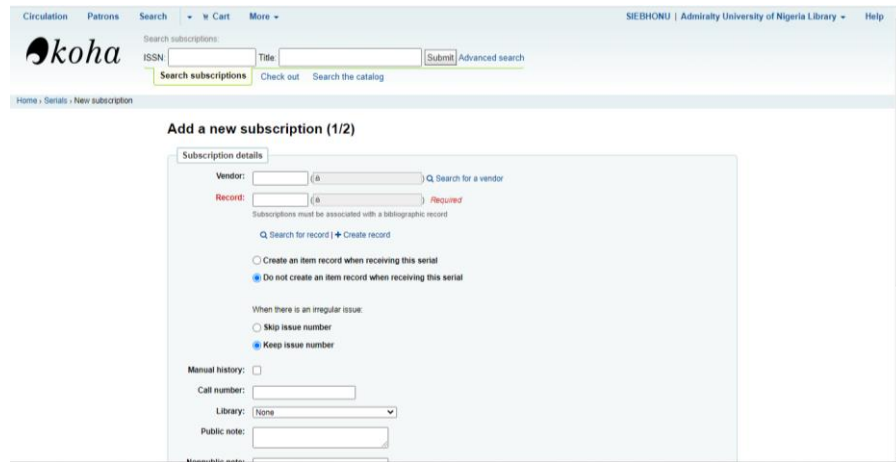 Circulation Patrons Search Cart More SIEBHONU | Admiralty University of Nigeria Library Help
koha
Search subscriptions:
ISSN: Title: Submit Advanced search
Search subscriptions Check out Search the catalog
Home › Serials › New subscription
Add a new subscription (1/2)
Subscription details
Vendor: ( ) Search for a vendor
Record: ( ) Required
Subscriptions must be associated with a bibliographic record
Search for record | + Create record
Create an item record when receiving this serial
Do not create an item record when receiving this serial
When there is an irregular issue:
Skip issue number
Keep issue number
Manual history:
Call number:
Library: None
Public note:
Nonpublic note: